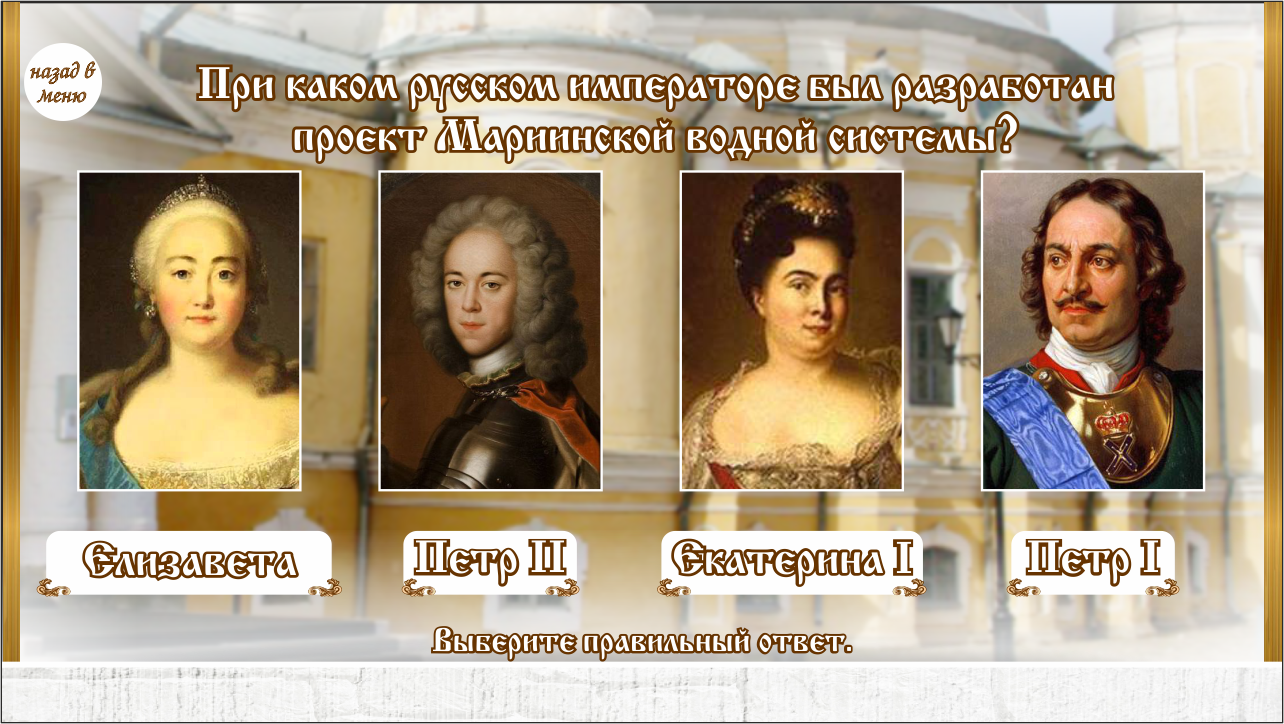 назад в
меню
При каком русском императоре был разработан
проект Мариинской водной системы?
Елизавета
Петр II
Екатерина I
Петр I
Выберите правильный ответ.